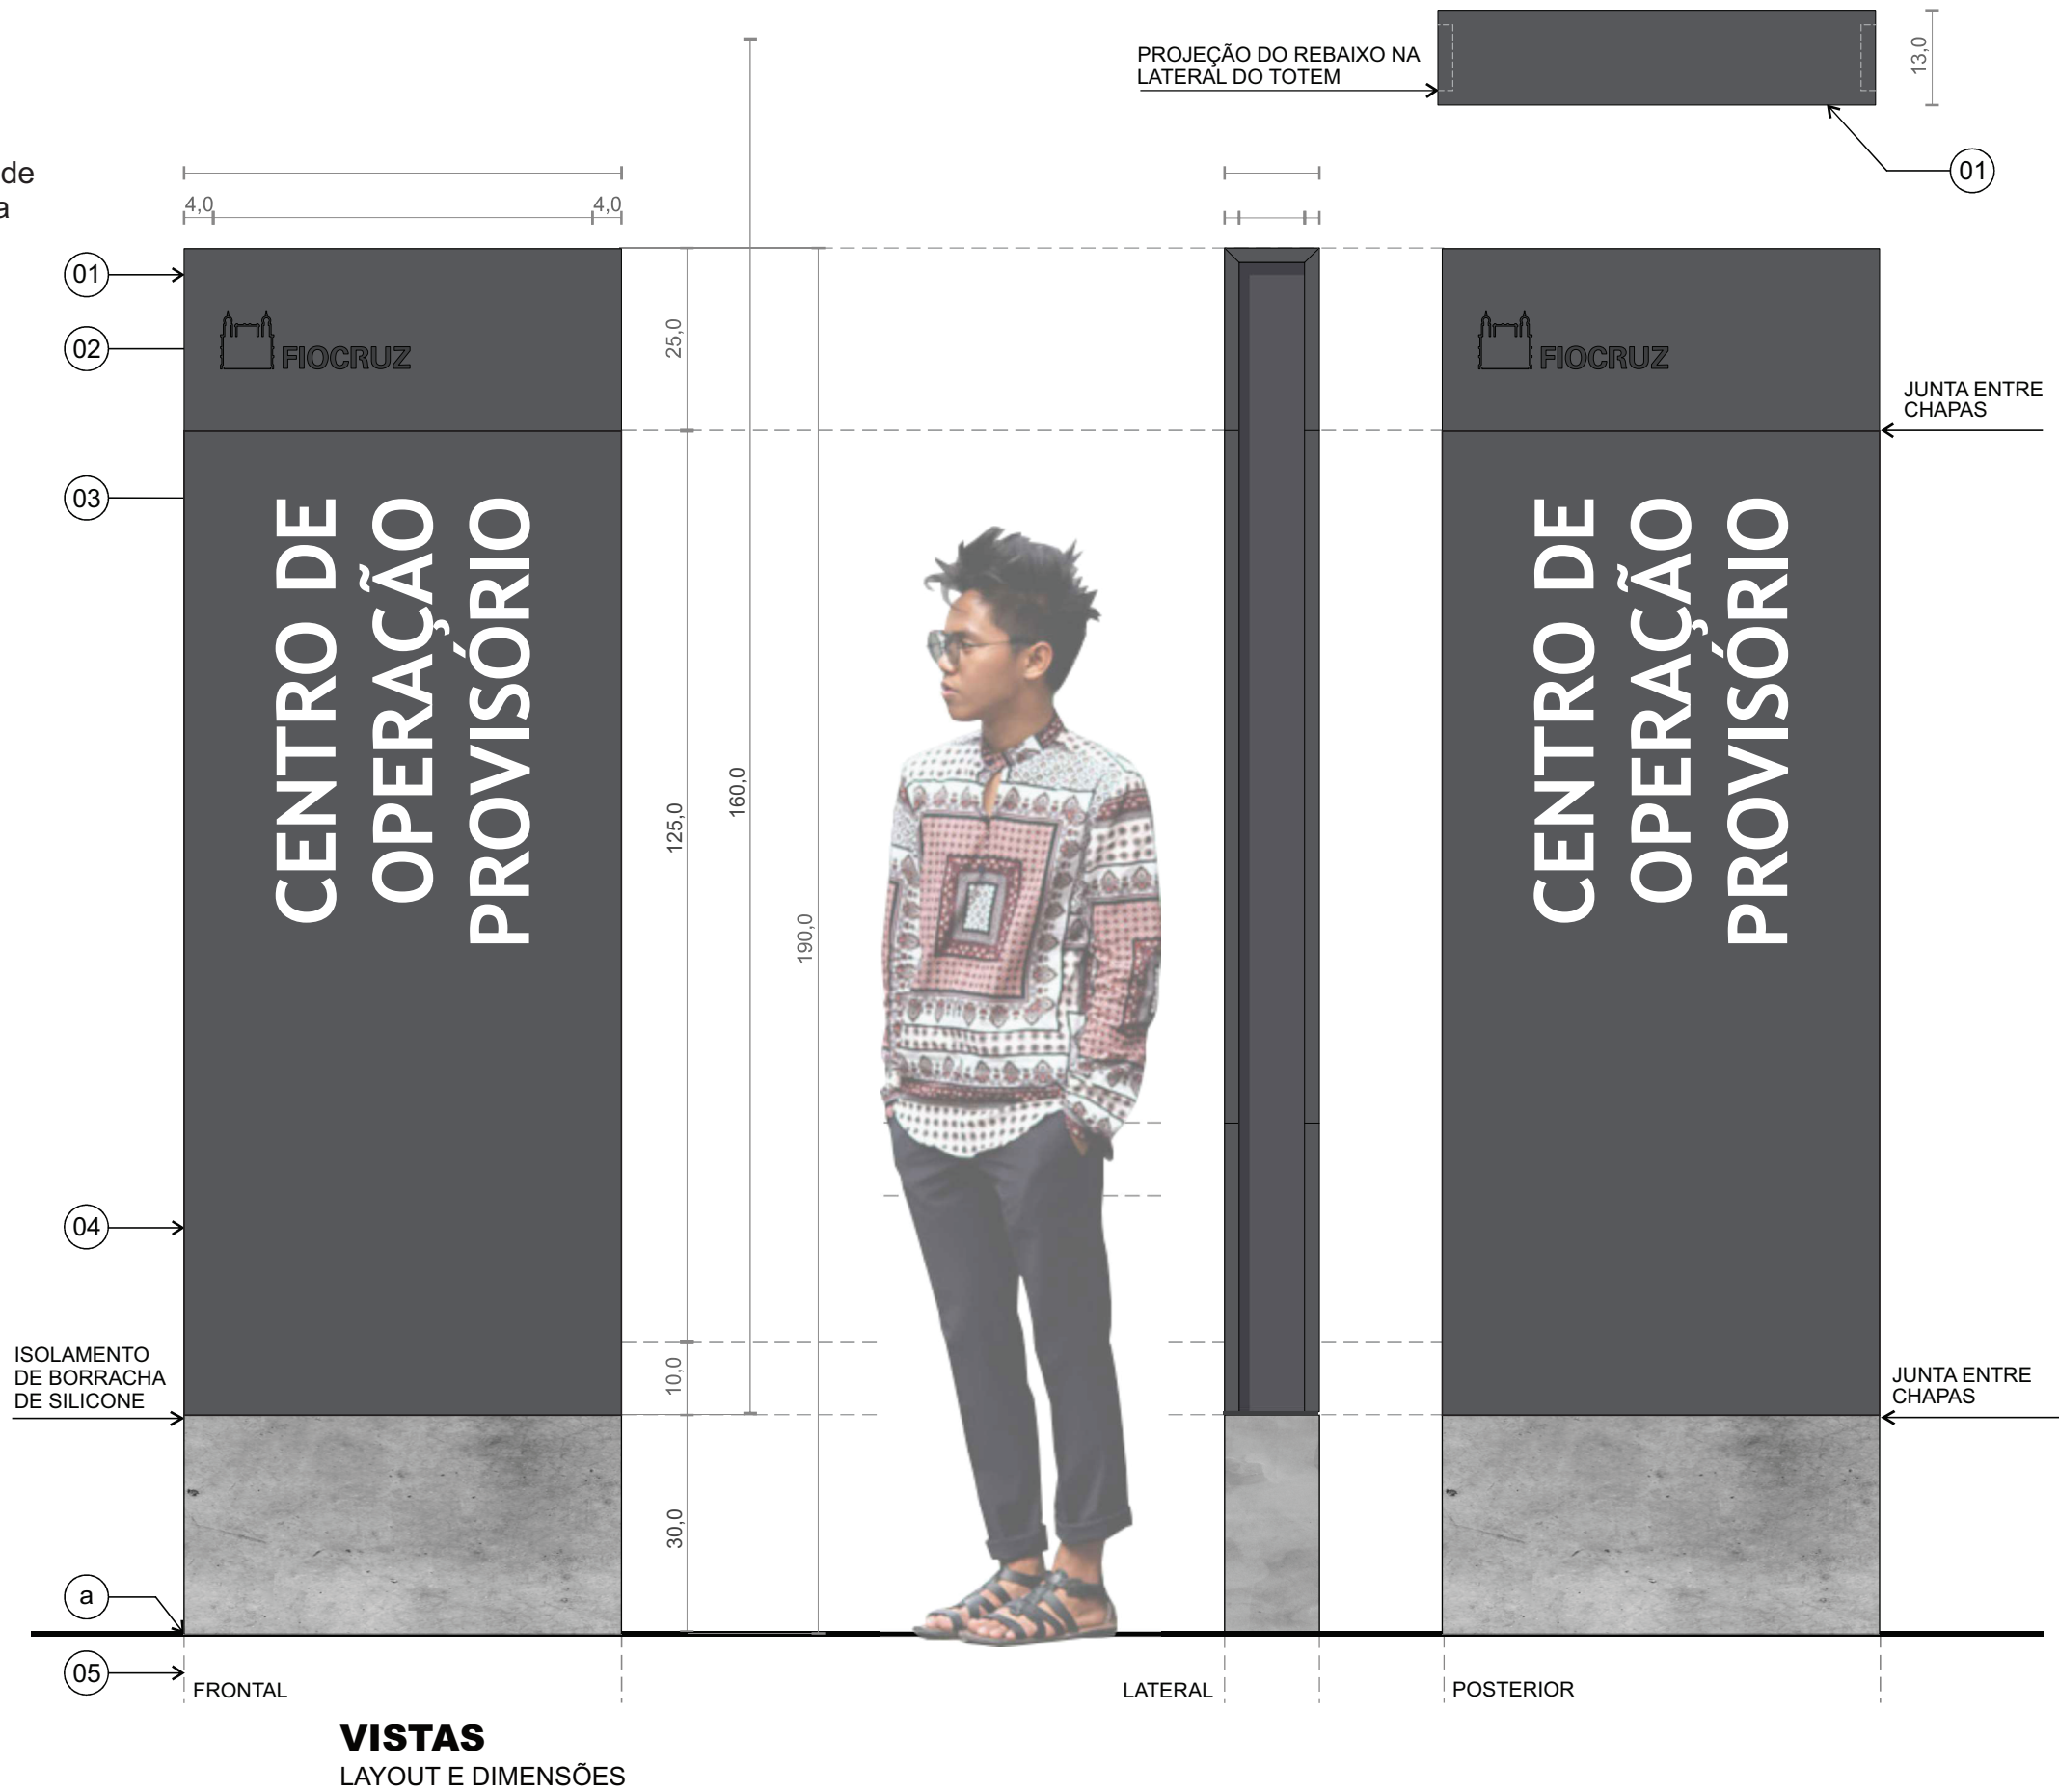 PROJEÇÃO DO REBAIXO NA
LATERAL DO TOTEM
13,0
01
de
a
4,0
4,0
01
02
03
04
FIOCRUZ
CENTRO DE
OPERAÇÃO
PROVISÓRIO
25,0
125,0
160,0
190,0
10,0
30,0
FIOCRUZ
CENTRO DE
OPERAÇÃO
PROVISÓRIO
JUNTA ENTRE
CHAPAS
ISOLAMENTO
DE BORRACHA
DE SILICONE
JUNTA ENTRE
CHAPAS
a
05
FRONTAL
LATERAL
POSTERIOR
VISTAS
LAYOUT E DIMENSÕES